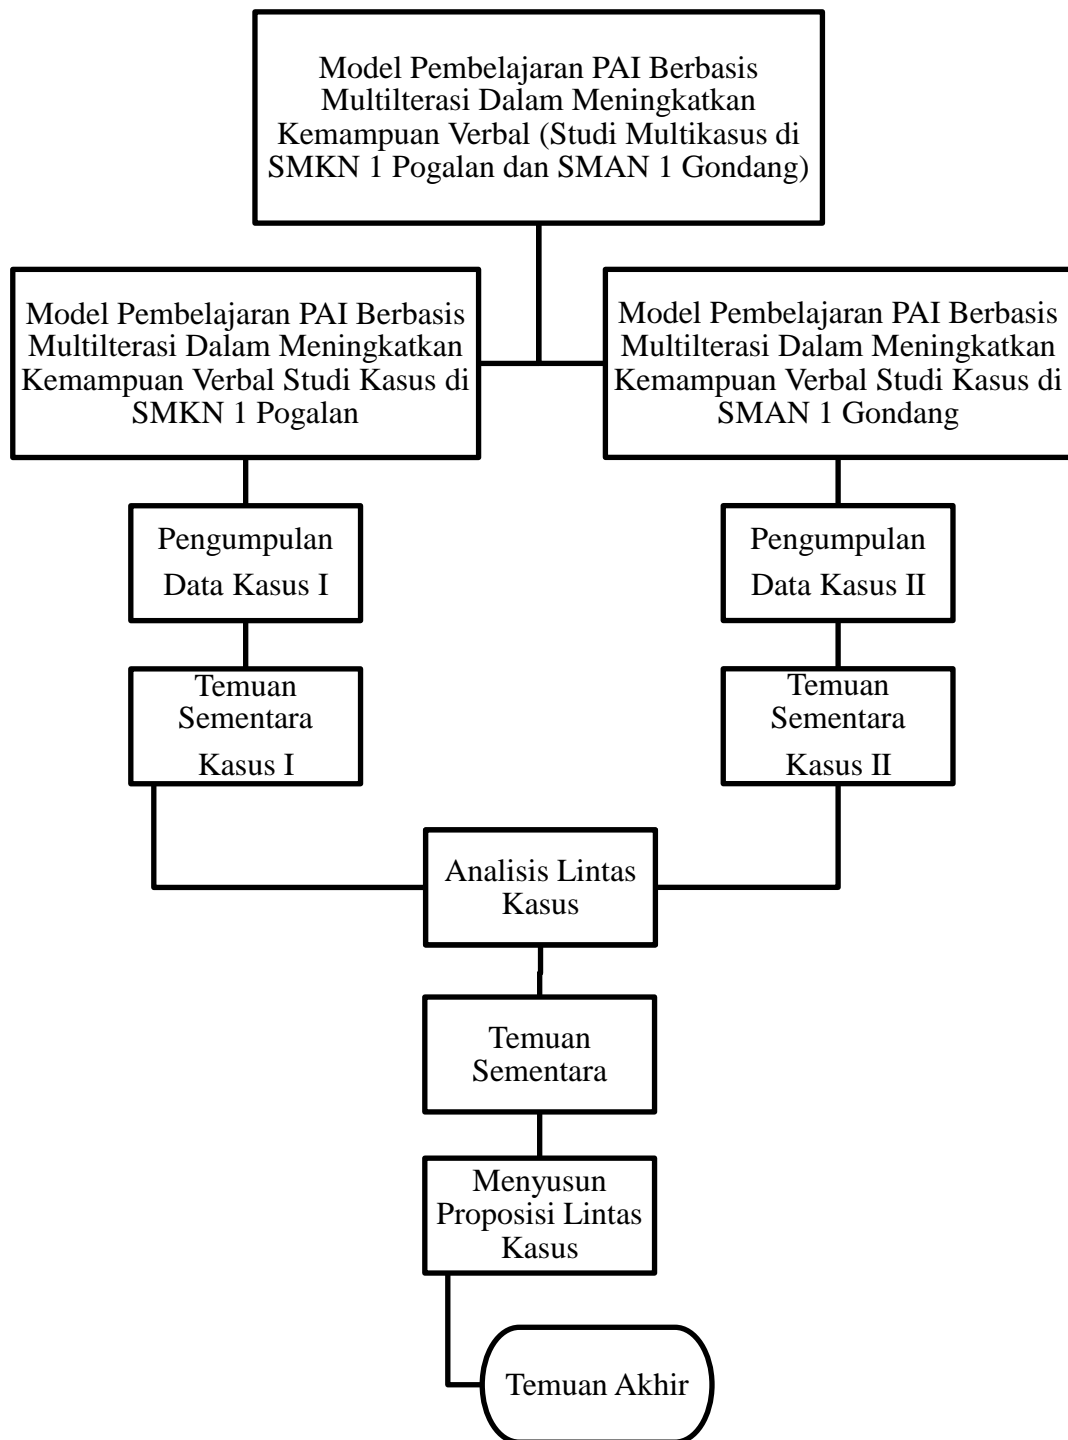 Model Pembelajaran PAI Berbasis
Multilterasi Dalam Meningkatkan
Kemampuan Verbal (Studi Multikasus di
SMKN 1 Pogalan dan SMAN 1 Gondang)
Model Pembelajaran PAI Berbasis
Multilterasi Dalam Meningkatkan
Kemampuan Verbal Studi Kasus di
SMKN 1 Pogalan
Model Pembelajaran PAI Berbasis
Multilterasi Dalam Meningkatkan
Kemampuan Verbal Studi Kasus di
SMAN 1 Gondang
Pengumpulan
Data Kasus I
Pengumpulan
Data Kasus II
Temuan
Sementara
Kasus I
Temuan
Sementara
Kasus II
Analisis Lintas
Kasus
Temuan
Sementara
Menyusun
Proposisi Lintas
Kasus
Temuan Akhir